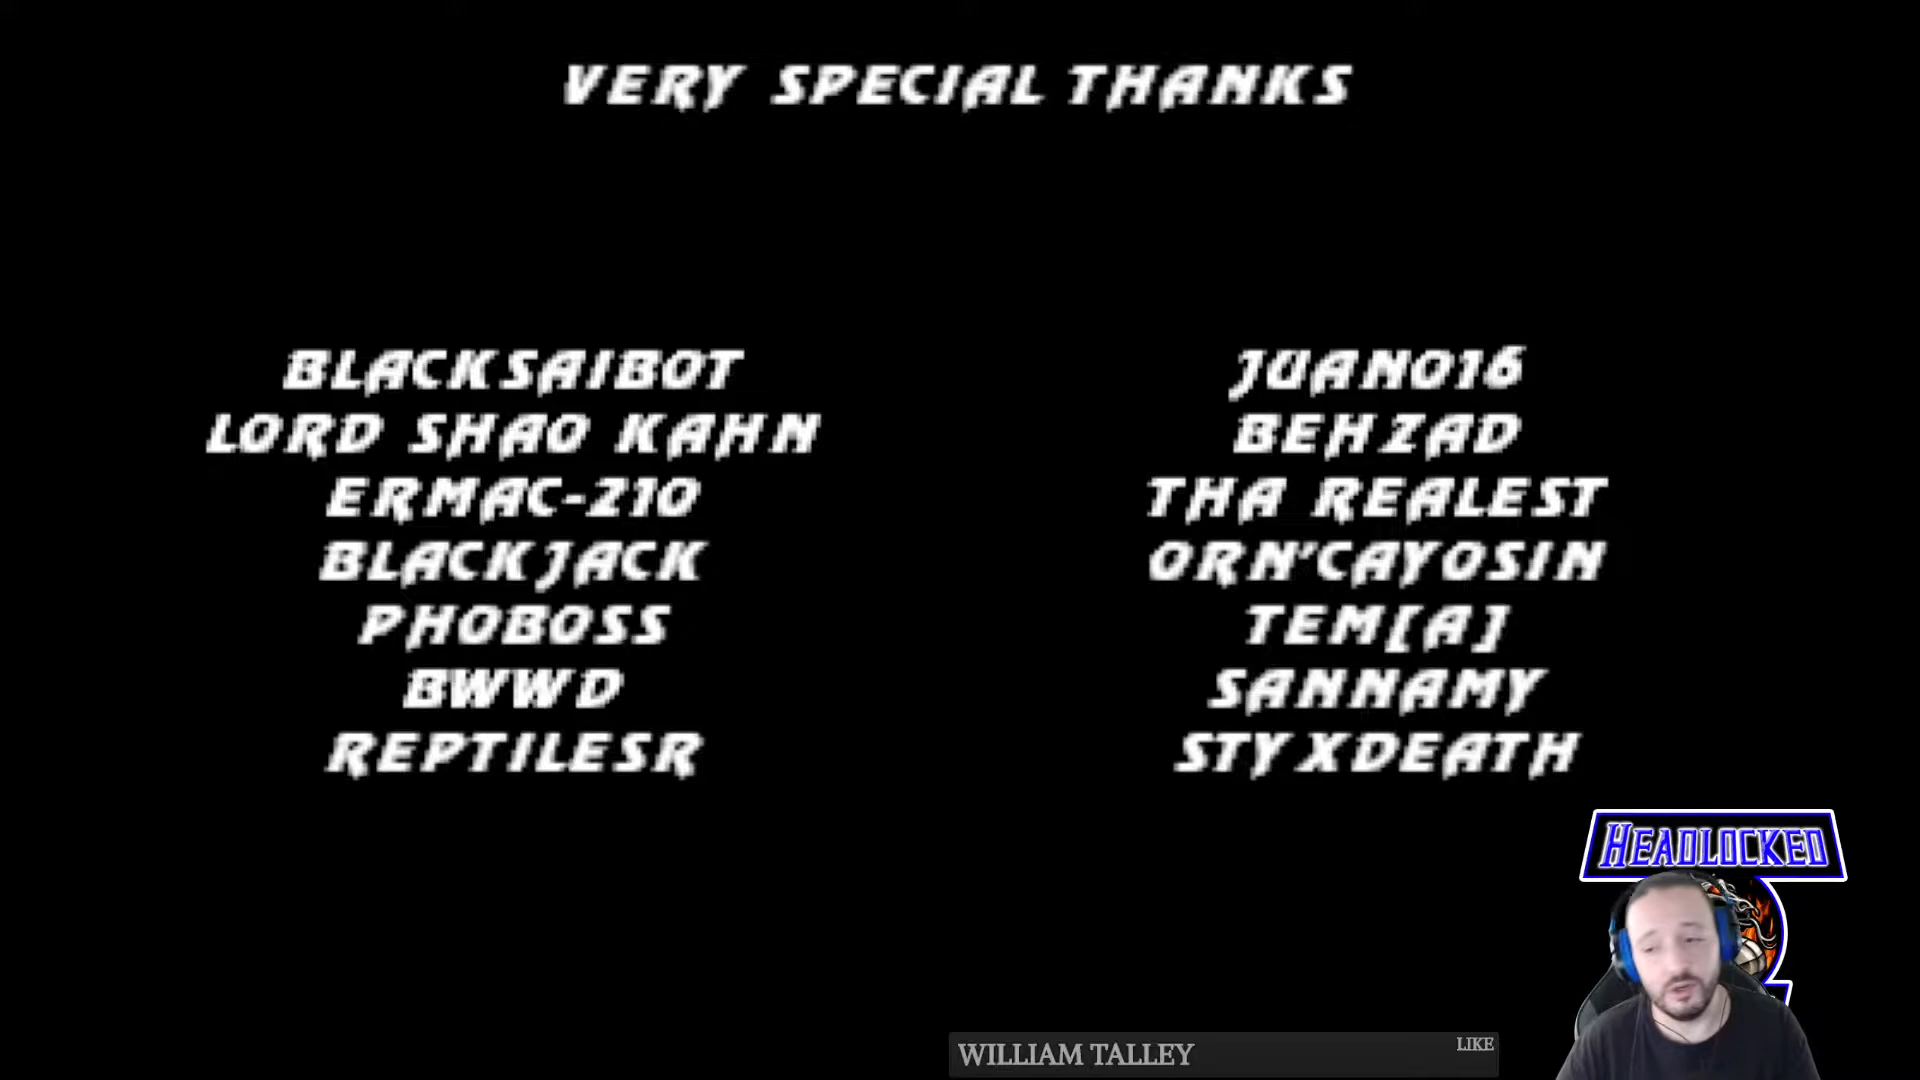 VERY SPECIAL THANKS
BLACKSAIBOT
LORD SHAO KAHN
ERMAC-210
BLACKJACK
PHOBOSS
BWWD
REPTILESR
JUANO16
BEHZAD
THA REALEST
ORN'CAYOSIN
TEM[A]
SANNAMY
STYXDEATH
HEADLOCKED
WILLIAM TALLEY
LIKE